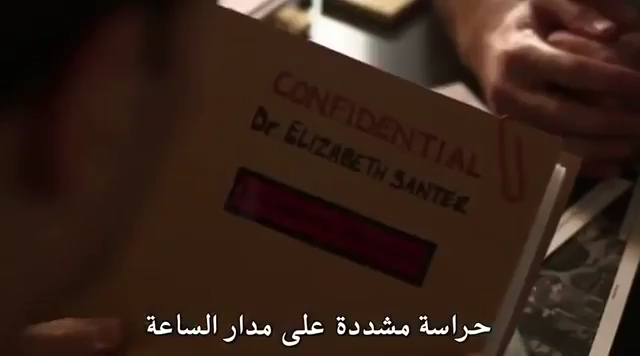 CONFIDENTIAL
Dr ELIZABETH SANTER
حراسة مشددة على مدار الساعة